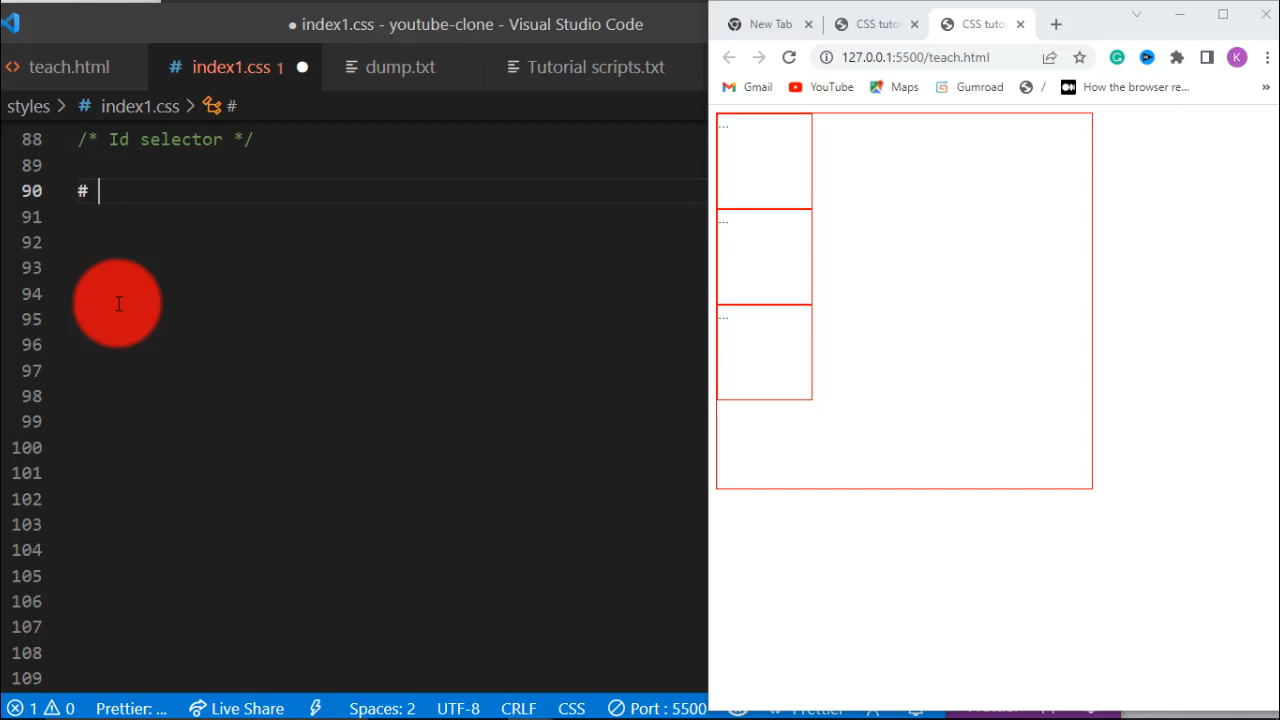 ● index1.css - youtube-clone - Visual Studio Code
<> teach.html
# index1.css 1 ●
dumptxt
Tutorial scripts.txt
styles > # index1.css > #
88 /* Id selector */
89
90 #
91
92
93
94
95
96
97
98
99
100
101
102
103
104
105
106
107
108
109
1 0 Prettier: ... Live Share Spaces: 2 UTF-8 CRLF CSS Port : 5500
New Tab
CSS tuto
CSS tuto
127.0.0.1:5500/teach.html
K
Gmail YouTube Maps Gumroad / How the browser re... »
...
...
...